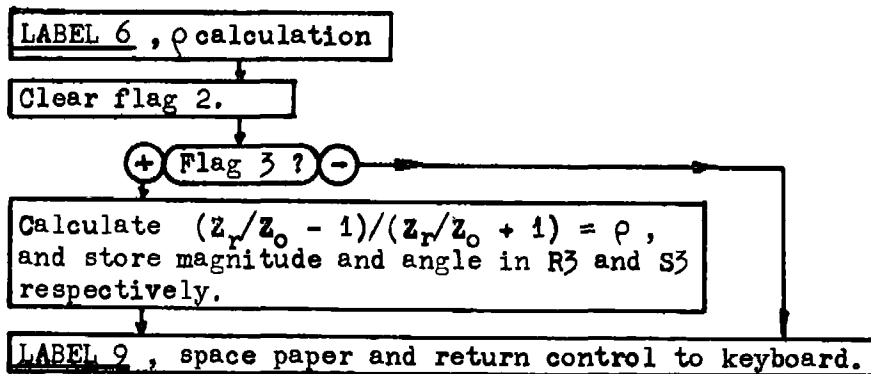 LABEL 6 , ρ calculation
Clear flag 2.
+ Flag 3 ? −
Calculate (Zr/Zo - 1)/(Zr/Zo + 1) = ρ ,
and store magnitude and angle in R3 and S3
respectively.
LABEL 9 , space paper and return control to keyboard.